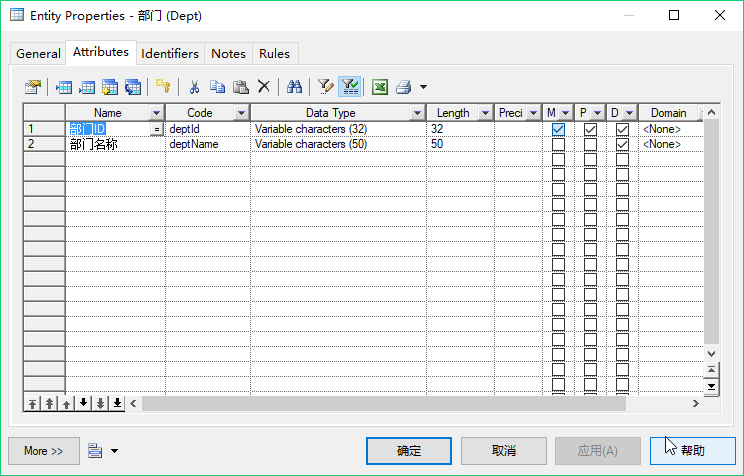 Entity Properties - 部门 (Dept)
General Attributes Identifiers Notes Rules
Name Code Data Type Length Preci M P D Domain
1 部门ID = deptId Variable characters (32) 32 <None>
2 部门名称 deptName Variable characters (50) 50 <None>
More >> 确定 取消 应用(A) 帮助